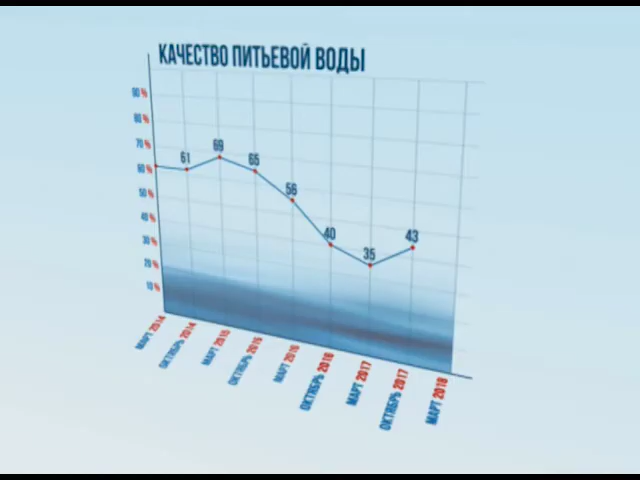 КАЧЕСТВО ПИТЬЕВОЙ ВОДЫ
90 %
80 %
70 %
60 %
50 %
40 %
30 %
20 %
10 %
61
69
65
56
40
35
43
МАРТ 2014
ОКТЯБРЬ 2014
МАРТ 2015
ОКТЯБРЬ 2015
МАРТ 2016
ОКТЯБРЬ 2016
МАРТ 2017
ОКТЯБРЬ 2017
МАРТ 2018